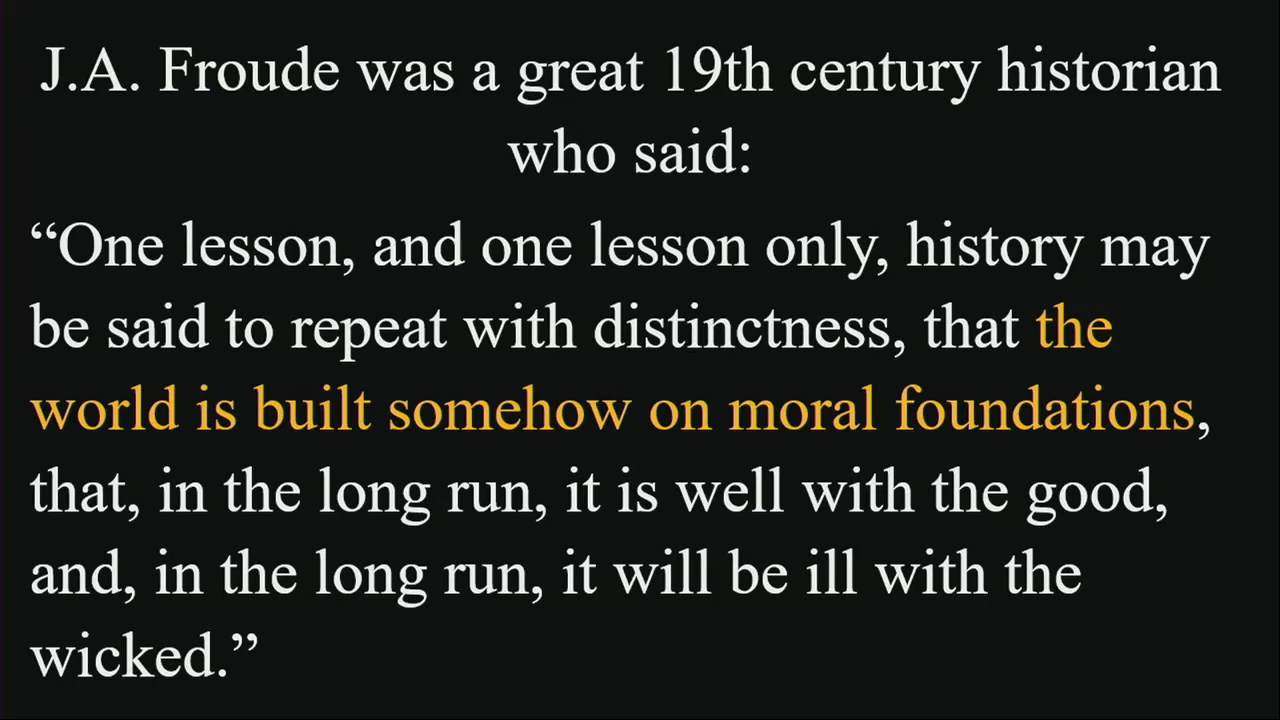 J.A. Froude was a great 19th century historian
who said:
“One lesson, and one lesson only, history may
be said to repeat with distinctness, that the
world is built somehow on moral foundations,
that, in the long run, it is well with the good,
and, in the long run, it will be ill with the
wicked.”